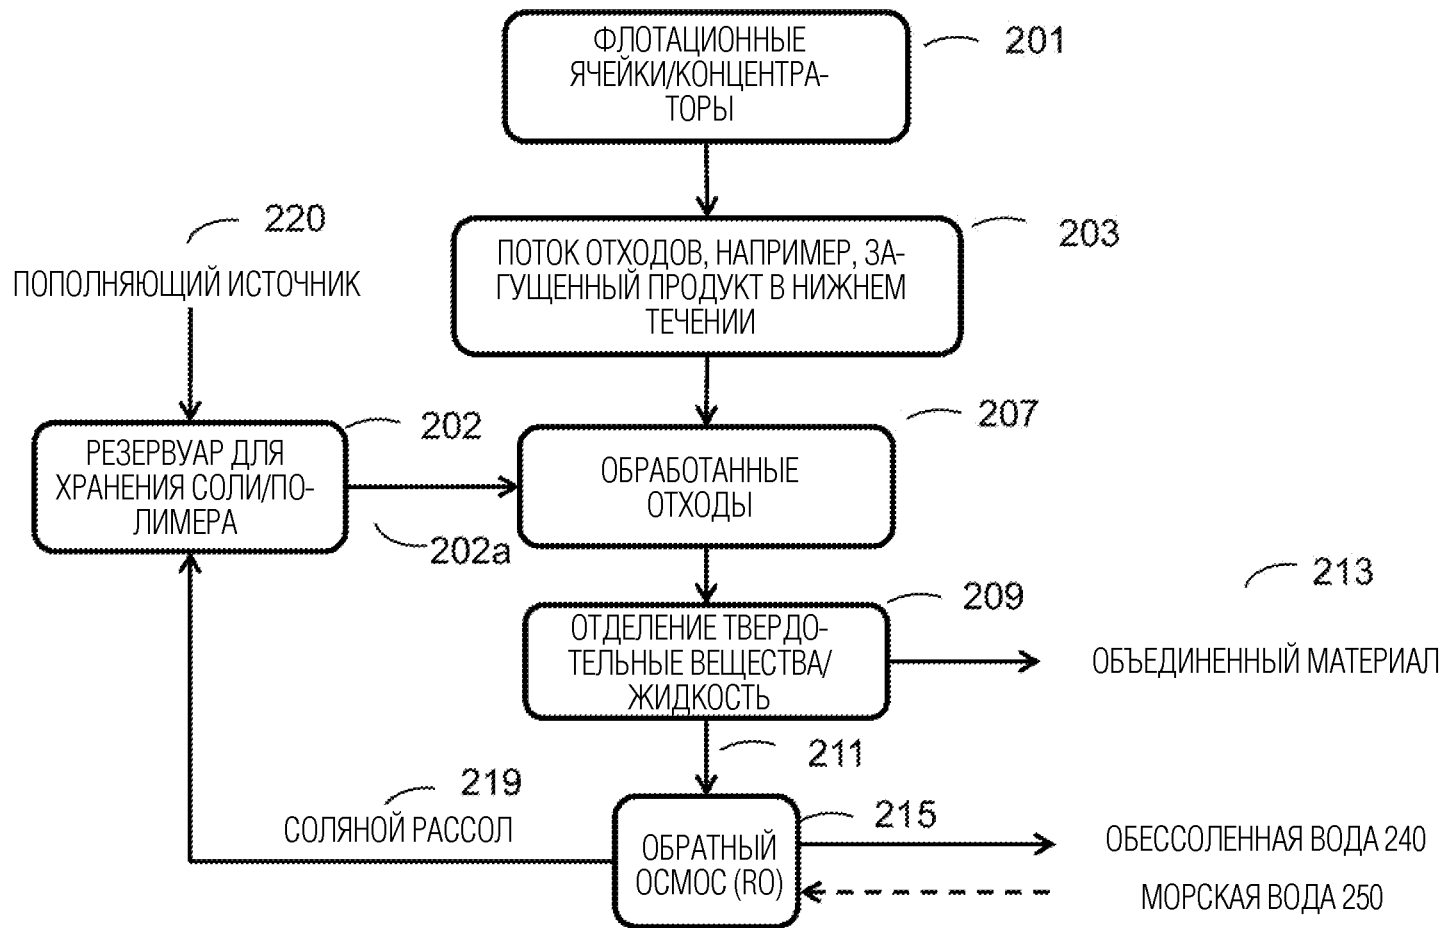 ФЛОТАЦИОННЫЕ
ЯЧЕЙКИ/КОНЦЕНТРА-
ТОРЫ
201
ПОТОК ОТХОДОВ, НАПРИМЕР, ЗА-
ГУЩЕННЫЙ ПРОДУКТ В НИЖНЕМ
ТЕЧЕНИИ
203
220
ПОПОЛНЯЮЩИЙ ИСТОЧНИК
РЕЗЕРВУАР ДЛЯ
ХРАНЕНИЯ СОЛИ/ПО-
ЛИМЕРА
202
202a
ОБРАБОТАННЫЕ
ОТХОДЫ
207
ОТДЕЛЕНИЕ ТВЕРДО-
ТЕЛЬНЫЕ ВЕЩЕСТВА/
ЖИДКОСТЬ
209
213
ОБЪЕДИНЕННЫЙ МАТЕРИАЛ
211
219
СОЛЯНОЙ РАССОЛ
ОБРАТНЫЙ
ОСМОС (RO)
215
ОБЕССОЛЕННАЯ ВОДА 240
МОРСКАЯ ВОДА 250